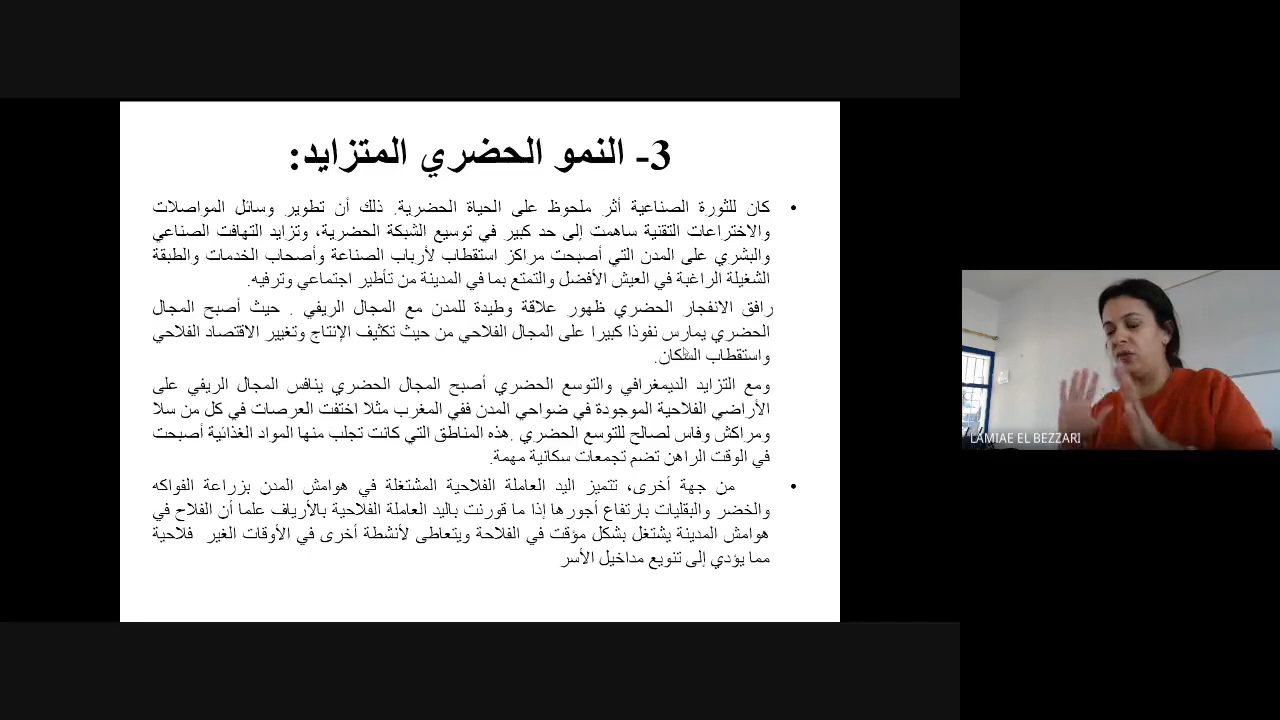 3- النمو الحضري المتزايد:
• كان للثورة الصناعية أثر ملحوظ على الحياة الحضرية. ذلك أن تطوير وسائل المواصلات
والاختراعات التقنية ساهمت إلى حد كبير في توسيع الشبكة الحضرية، وتزايد التهافت الصناعي
والبشري على المدن التي أصبحت مراكز استقطاب لأرباب الصناعة وأصحاب الخدمات والطبقة
الشغيلة الراغبة في العيش الأفضل والتمتع بما في المدينة من تأطير اجتماعي وترفيه.
رافق الانفجار الحضري ظهور علاقة وطيدة للمدن مع المجال الريفي . حيث أصبح المجال
الحضري يمارس نفوذا كبيرا على المجال الفلاحي من حيث تكثيف الإنتاج وتغيير الاقتصاد الفلاحي
واستقطاب السكان.
ومع التزايد الديمغرافي والتوسع الحضري أصبح المجال الحضري ينافس المجال الريفي على
الأراضي الفلاحية الموجودة في ضواحي المدن ففي المغرب مثلا اختفت العرصات في كل من سلا
ومراكش وفاس لصالح للتوسع الحضري .هذه المناطق التي كانت تجلب منها المواد الغذائية أصبحت
في الوقت الراهن تضم تجمعات سكانية مهمة.
• من جهة أخرى، تتميز اليد العاملة الفلاحية المشتغلة في هوامش المدن بزراعة الفواكه
والخضر والبقليات بارتفاع أجورها إذا ما قورنت باليد العاملة الفلاحية بالأرياف علما أن الفلاح في
هوامش المدينة يشتغل بشكل مؤقت في الفلاحة ويتعاطى لأنشطة أخرى في الأوقات الغير فلاحية
مما يؤدي إلى تنويع مداخيل الأسر
LAMIAE EL BEZZARI